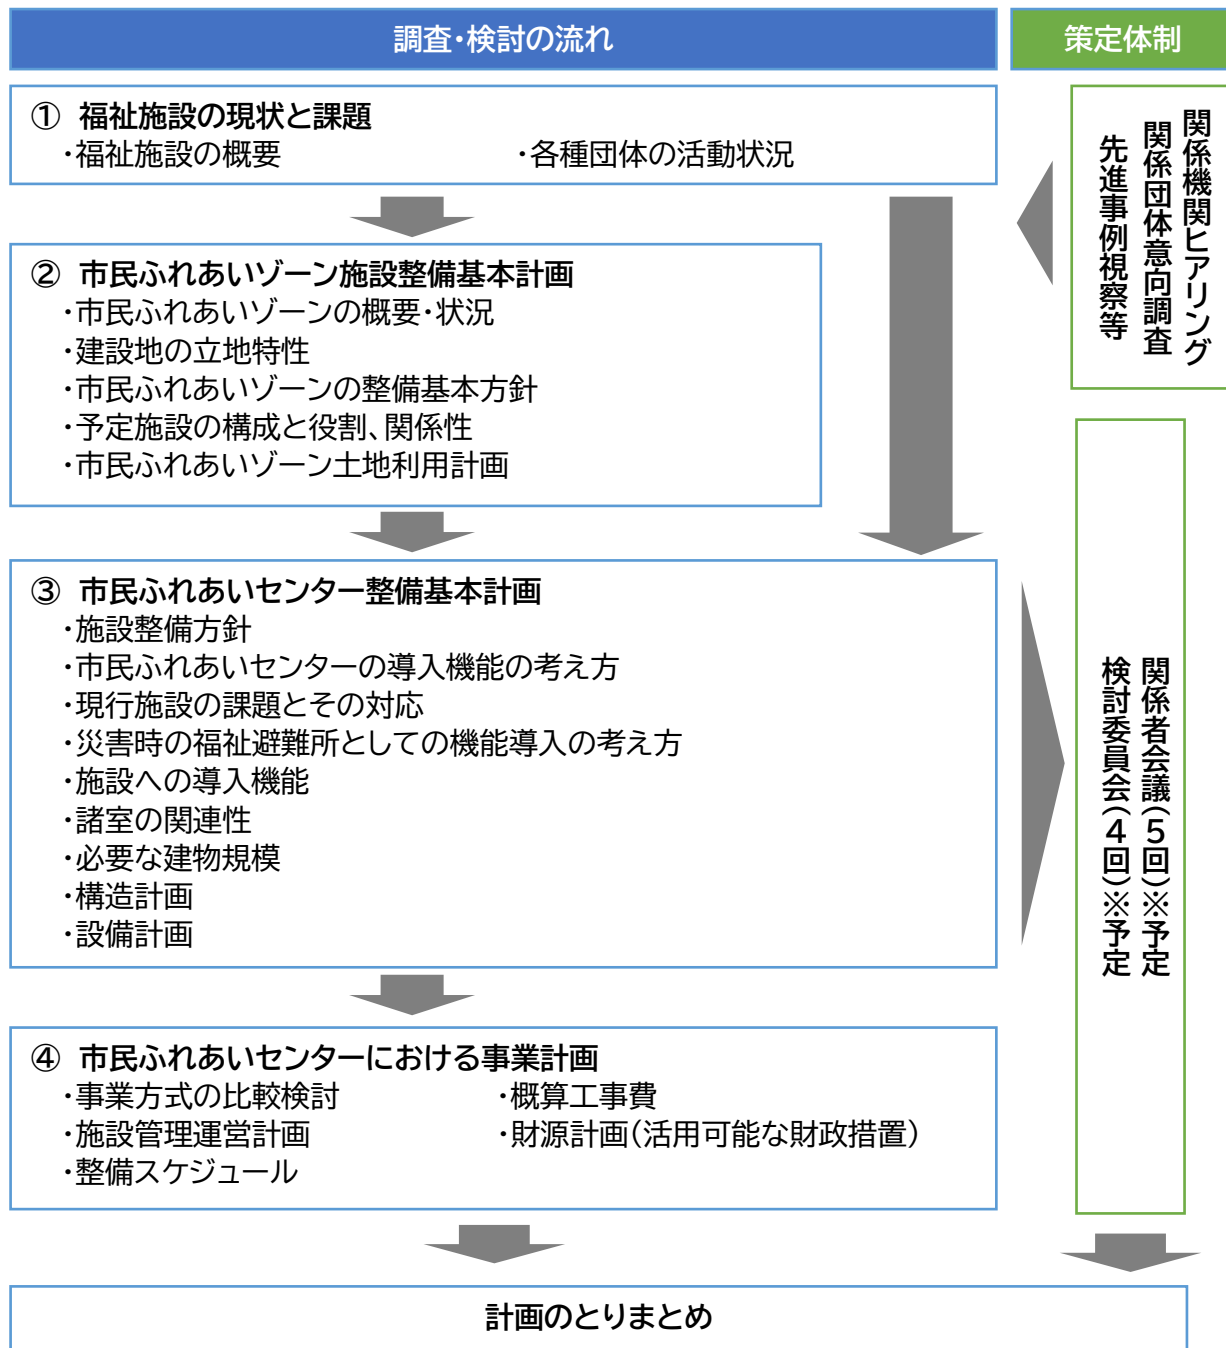 調査・検討の流れ
策定体制
① 福祉施設の現状と課題
・福祉施設の概要 ・各種団体の活動状況
② 市民ふれあいゾーン施設整備基本計画
・市民ふれあいゾーンの概要・状況
・建設地の立地特性
・市民ふれあいゾーンの整備基本方針
・予定施設の構成と役割、関係性
・市民ふれあいゾーン土地利用計画
③ 市民ふれあいセンター整備基本計画
・施設整備方針
・市民ふれあいセンターの導入機能の考え方
・現行施設の課題とその対応
・災害時の福祉避難所としての機能導入の考え方
・施設への導入機能
・諸室の関連性
・必要な建物規模
・構造計画
・設備計画
④ 市民ふれあいセンターにおける事業計画
・事業方式の比較検討 ・概算工事費
・施設管理運営計画 ・財源計画(活用可能な財政措置)
・整備スケジュール
関係機関ヒアリング
関係団体意向調査
先進事例視察等
関係者会議(5回)※予定
検討委員会(4回)※予定
計画のとりまとめ